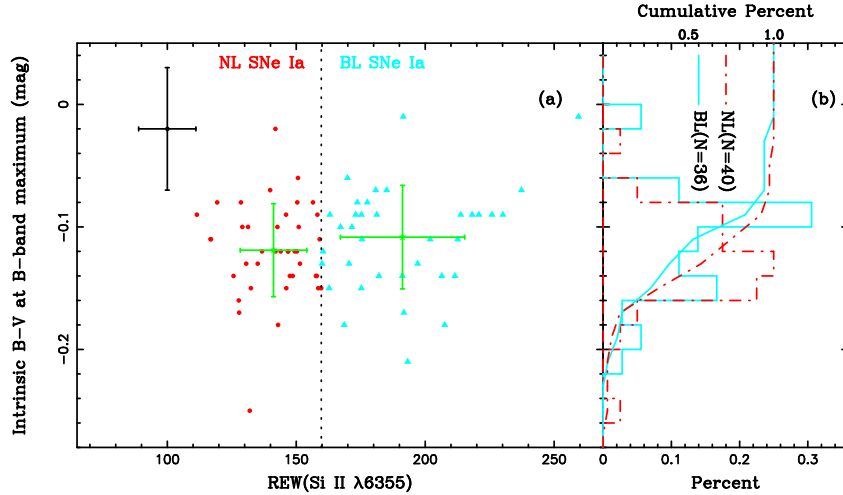 Cumulative Percent
0.5 1.0
NL SNe Ia BL SNe Ia
(a) (b)
BL(N=36)
NL(N=40)
Intrinsic B-V at B-band maximum (mag)
0
-0.1
-0.2
100 150 200 250
0 0.1 0.2 0.3
REW(Si II λ6355)
Percent